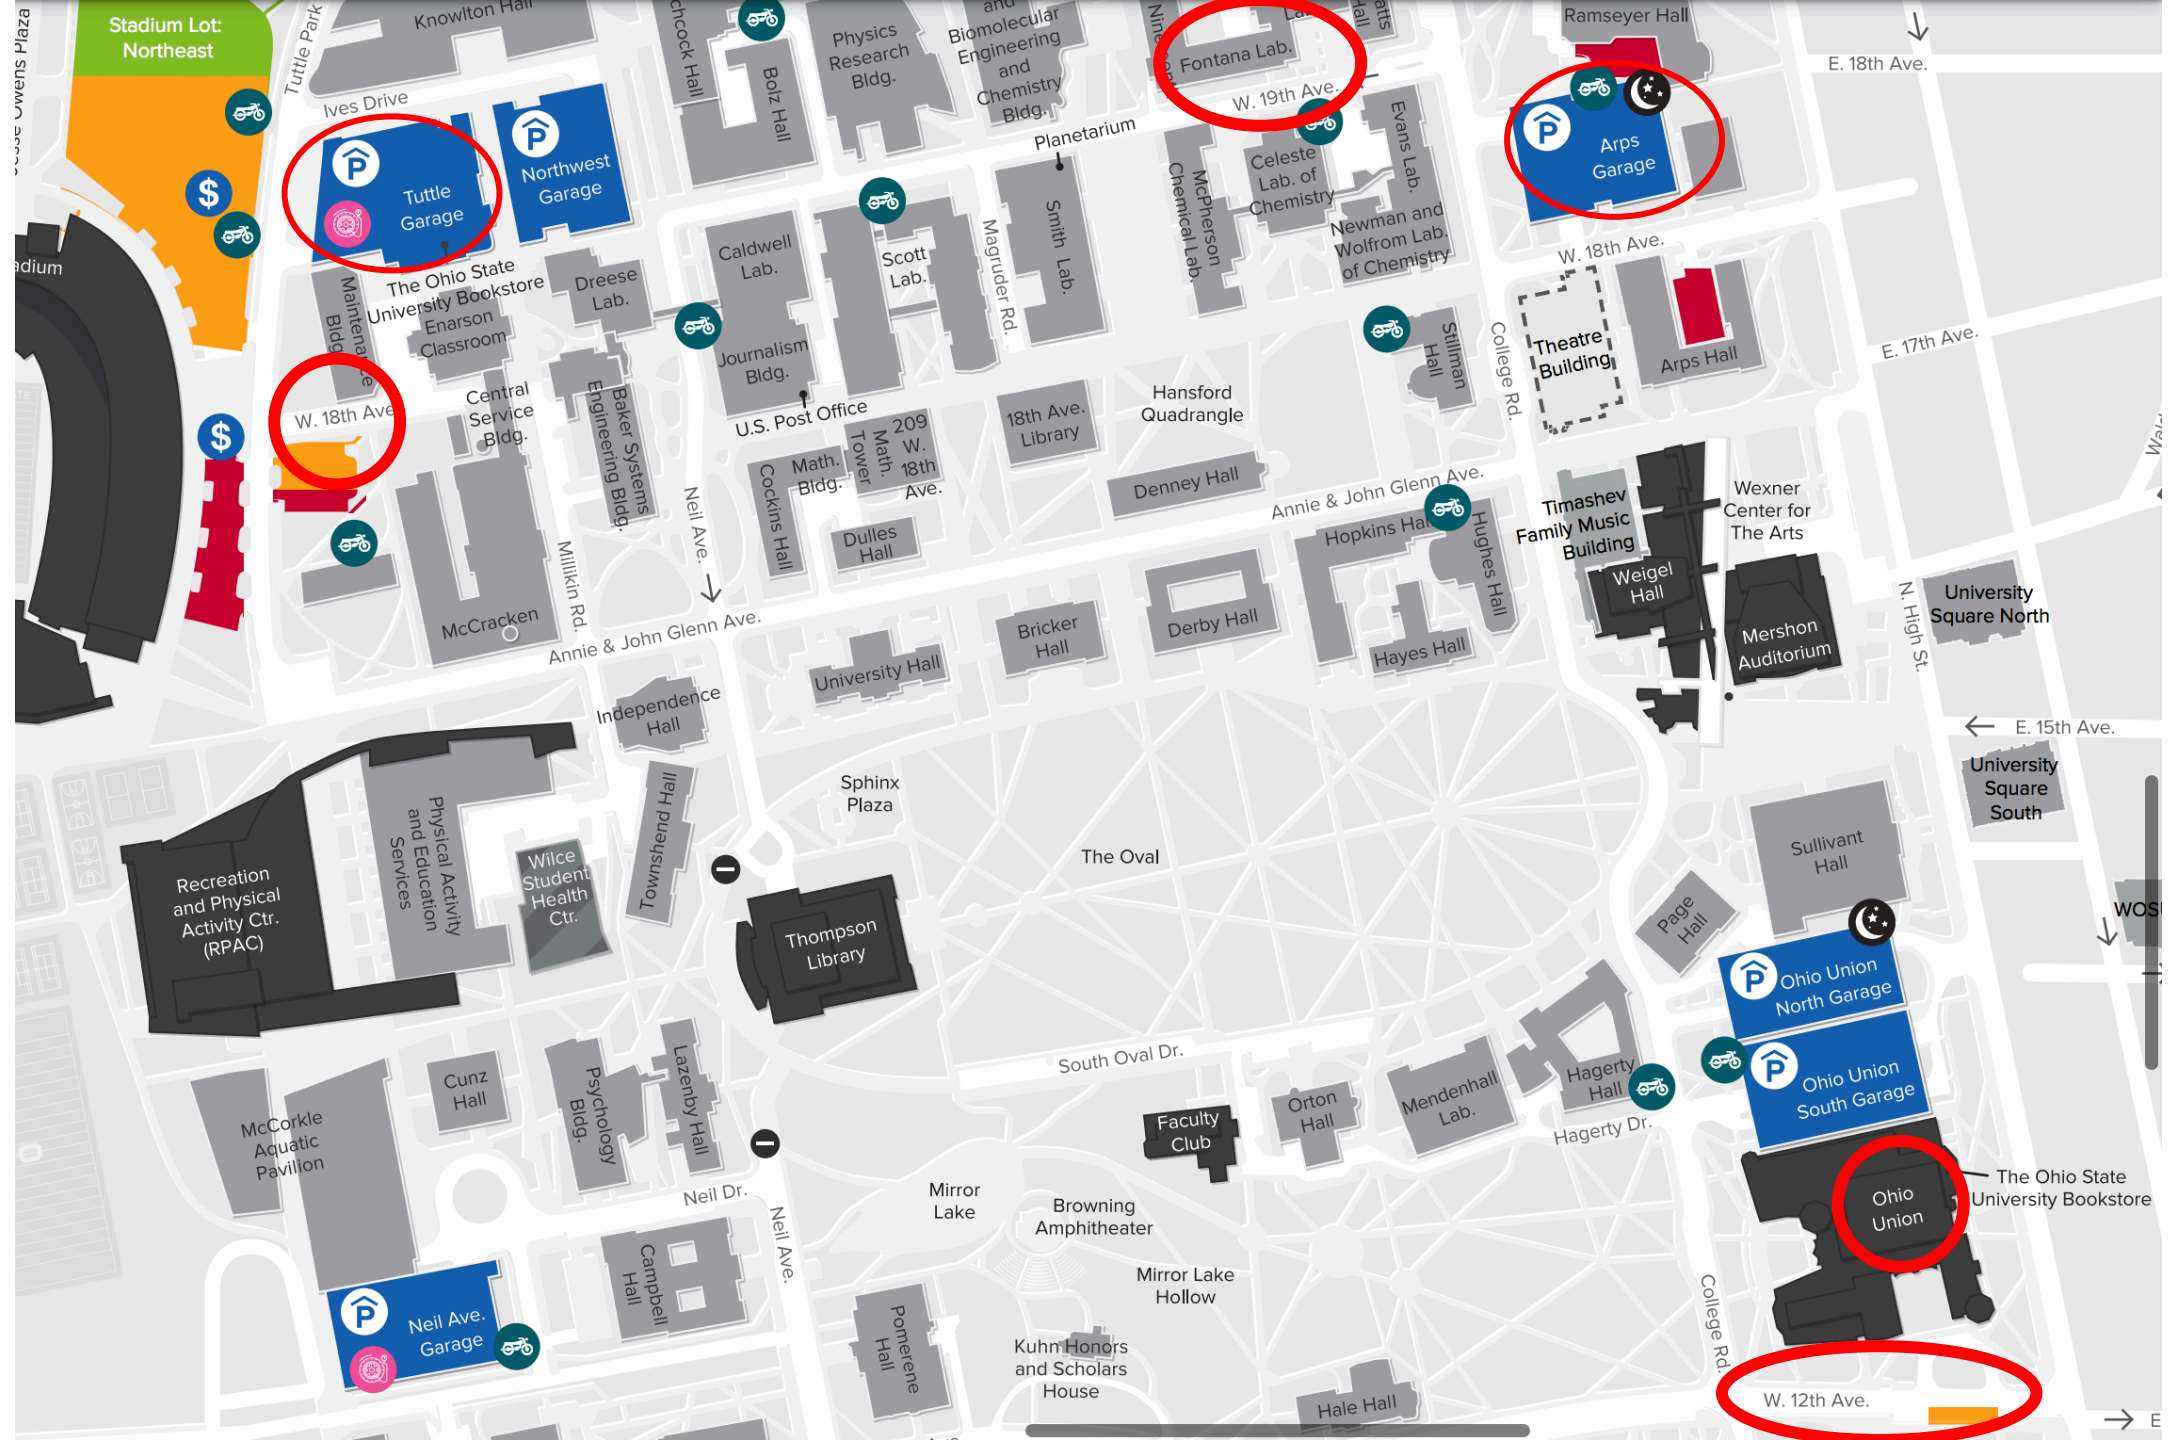 Stadium Lot:
Northeast
Tuttle Park
Knowlton Hall
Ives Drive
P
Tuttle
Garage
P
Northwest
Garage
Bolz Hall
Physics
Research
Bldg.
and
Biomolecular
Engineering
and
Chemistry
Bldg.
Planetarium
Fontana Lab.
W. 19th Ave.
Hall
Ramseyer Hall
E. 18th Ave.
P
Arps
Garage
W. 18th Ave.
$
Evans Lab.
Celeste
Lab. of
Chemistry
McPherson
Chemical Lab.
Newman and
Wolfrom Lab.
of Chemistry
Smith Lab.
Magruder Rd.
Scott
Lab.
Caldwell
Lab.
Dreese
Lab.
The Ohio State
University Bookstore
Maintenance
Bldg.
Enarson
Classroom
Journalism
Bldg.
U.S. Post Office
Central
Service
Bldg.
W. 18th Ave.
$
Baker Systems
Engineering Bldg.
Neil Ave.
Cockins Hall
Math.
Bldg.
Math.
Tower
209
W.
18th
Ave.
Dulles
Hall
18th Ave.
Library
Hansford
Quadrangle
Denney Hall
Stillman
Hall
College Rd.
Theatre
Building
Arps Hall
E. 17th Ave.
Annie & John Glenn Ave.
Hopkins Hall
Hughes Hall
Timashev
Family Music
Building
Wexner
Center for
The Arts
Weigel
Hall
Mershon
Auditorium
N. High St.
University
Square North
Millikin Rd.
McCracken
Annie & John Glenn Ave.
University Hall
Bricker
Hall
Derby Hall
Hayes Hall
Independence
Hall
E. 15th Ave.
University
Square
South
Sphinx
Plaza
Townshend Hall
Physical Activity
and Education
Services
Wilce
Student
Health
Ctr.
Recreation
and Physical
Activity Ctr.
(RPAC)
Thompson
Library
The Oval
Sullivant
Hall
Page
Hall
P
Ohio Union
North Garage
P
Ohio Union
South Garage
South Oval Dr.
Cunz
Hall
Psychology
Bldg.
Lazenby Hall
McCorkle
Aquatic
Pavilion
Neil Dr.
Neil Ave.
Faculty
Club
Orton
Hall
Mendenhall
Lab.
Hagerty
Hall
Hagerty Dr.
Mirror
Lake
Browning
Amphitheater
Mirror Lake
Hollow
Ohio
Union
The Ohio State
University Bookstore
College Rd.
Campbell
Hall
P
Neil Ave.
Garage
Pomerene
Hall
Kuhn Honors
and Scholars
House
Hale Hall
W. 12th Ave.
E